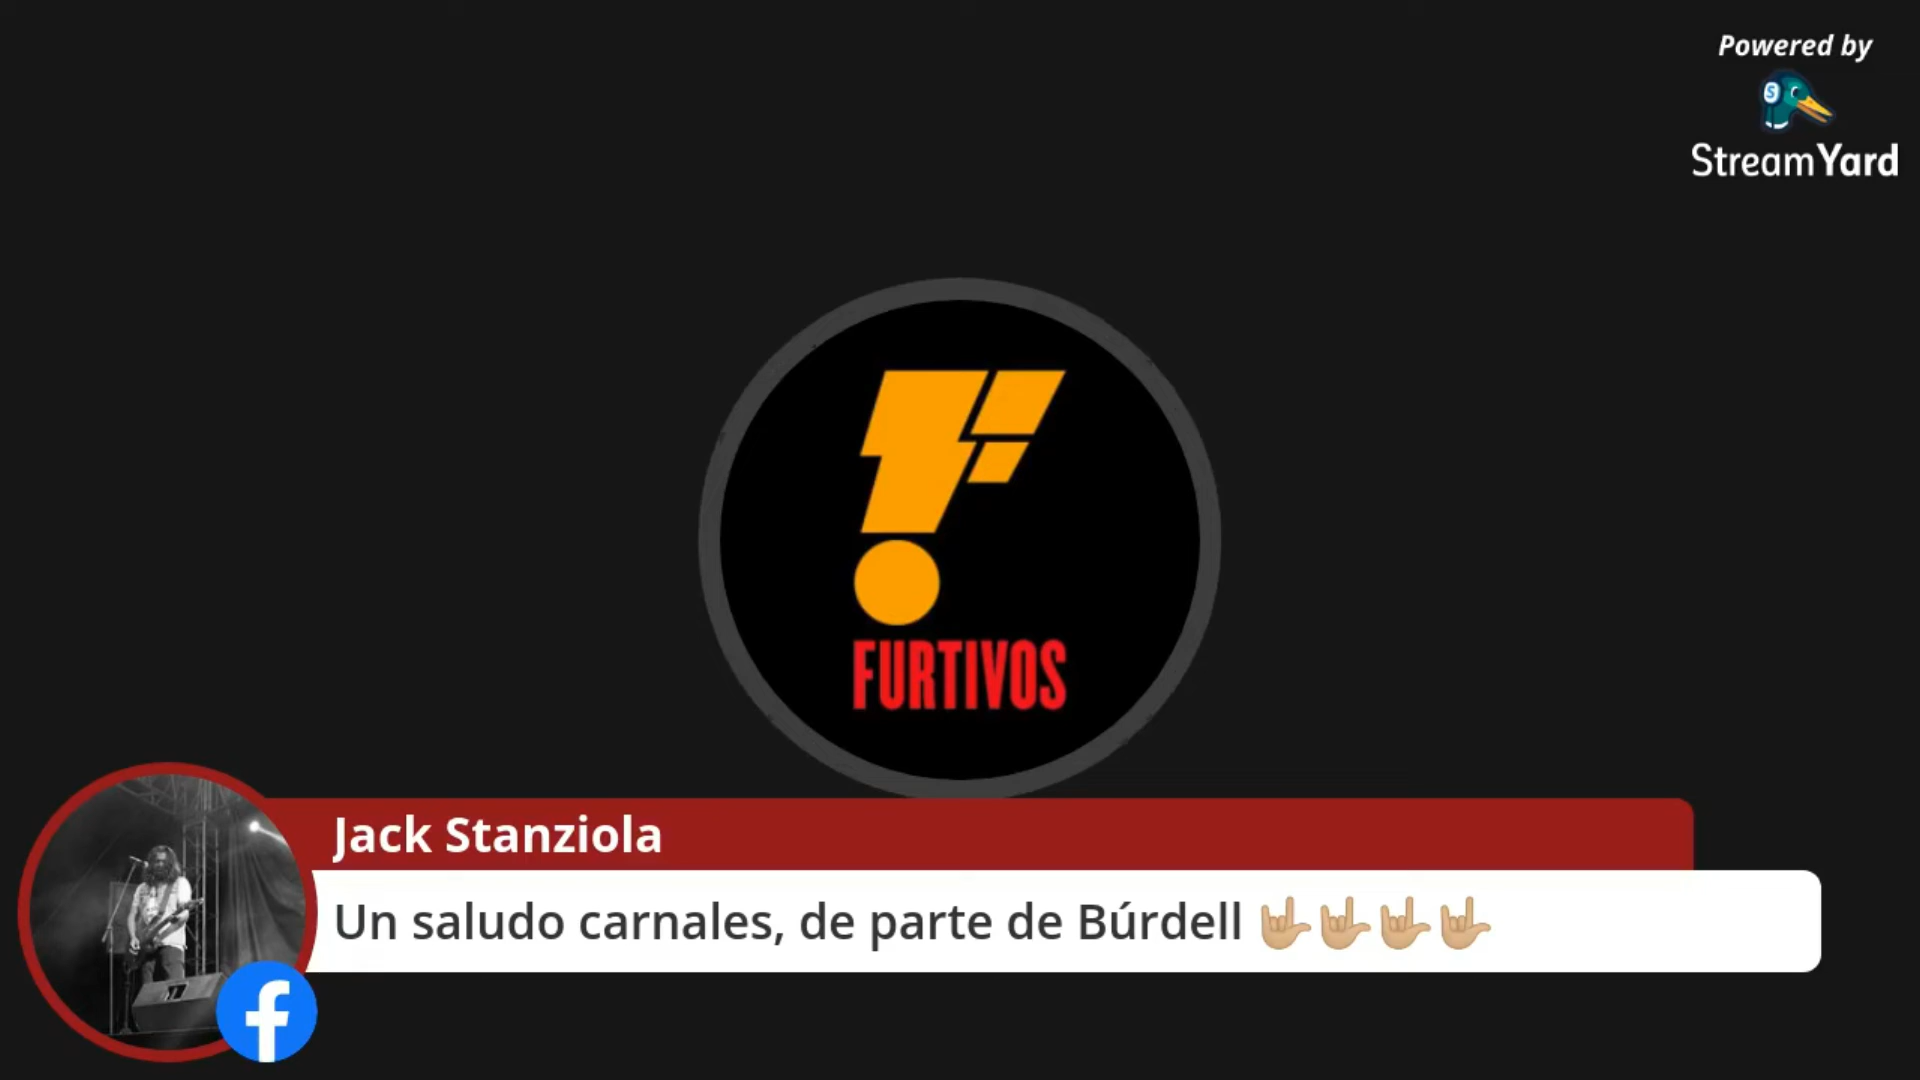 Powered by
StreamYard
FURTIVOS
Jack Stanziola
Un saludo carnales, de parte de Búrdell 🤟🏼🤟🏼🤟🏼🤟🏼